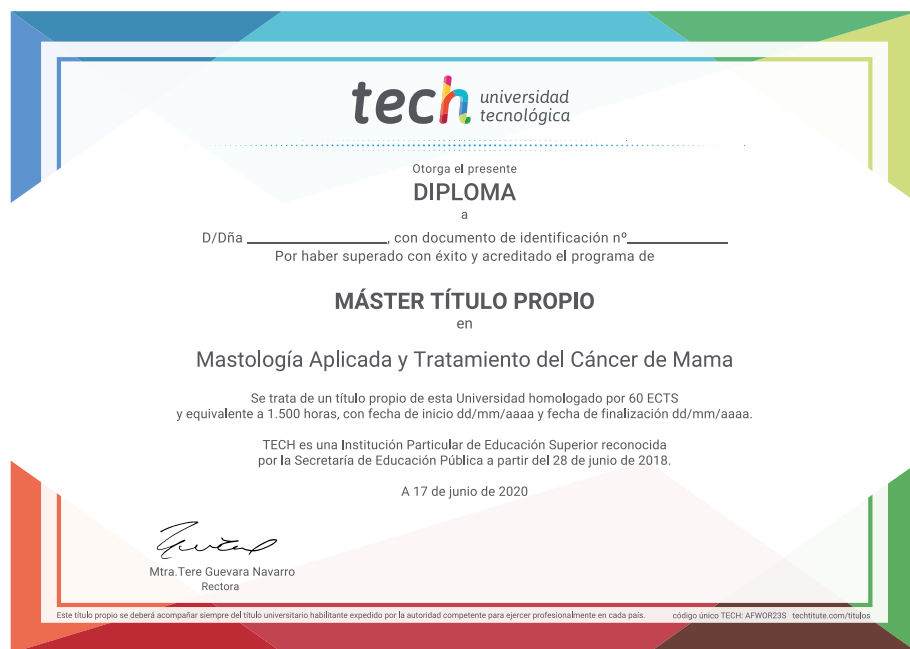 tech universidad
tecnológica
Otorga el presente
DIPLOMA
a
D/Dña ____________________, con documento de identificación nº______________
Por haber superado con éxito y acreditado el programa de
MÁSTER TÍTULO PROPIO
en
Mastología Aplicada y Tratamiento del Cáncer de Mama
Se trata de un título propio de esta Universidad homologado por 60 ECTS
y equivalente a 1.500 horas, con fecha de inicio dd/mm/aaaa y fecha de finalización dd/mm/aaaa.
TECH es una Institución Particular de Educación Superior reconocida
por la Secretaría de Educación Pública a partir del 28 de junio de 2018.
A 17 de junio de 2020
Mtra.Tere Guevara Navarro
Rectora
Este título propio se deberá acompañar siempre del título universitario habilitante expedido por la autoridad competente para ejercer profesionalmente en cada país. código único TECH: AFWOR23S techtitute.com/titulos